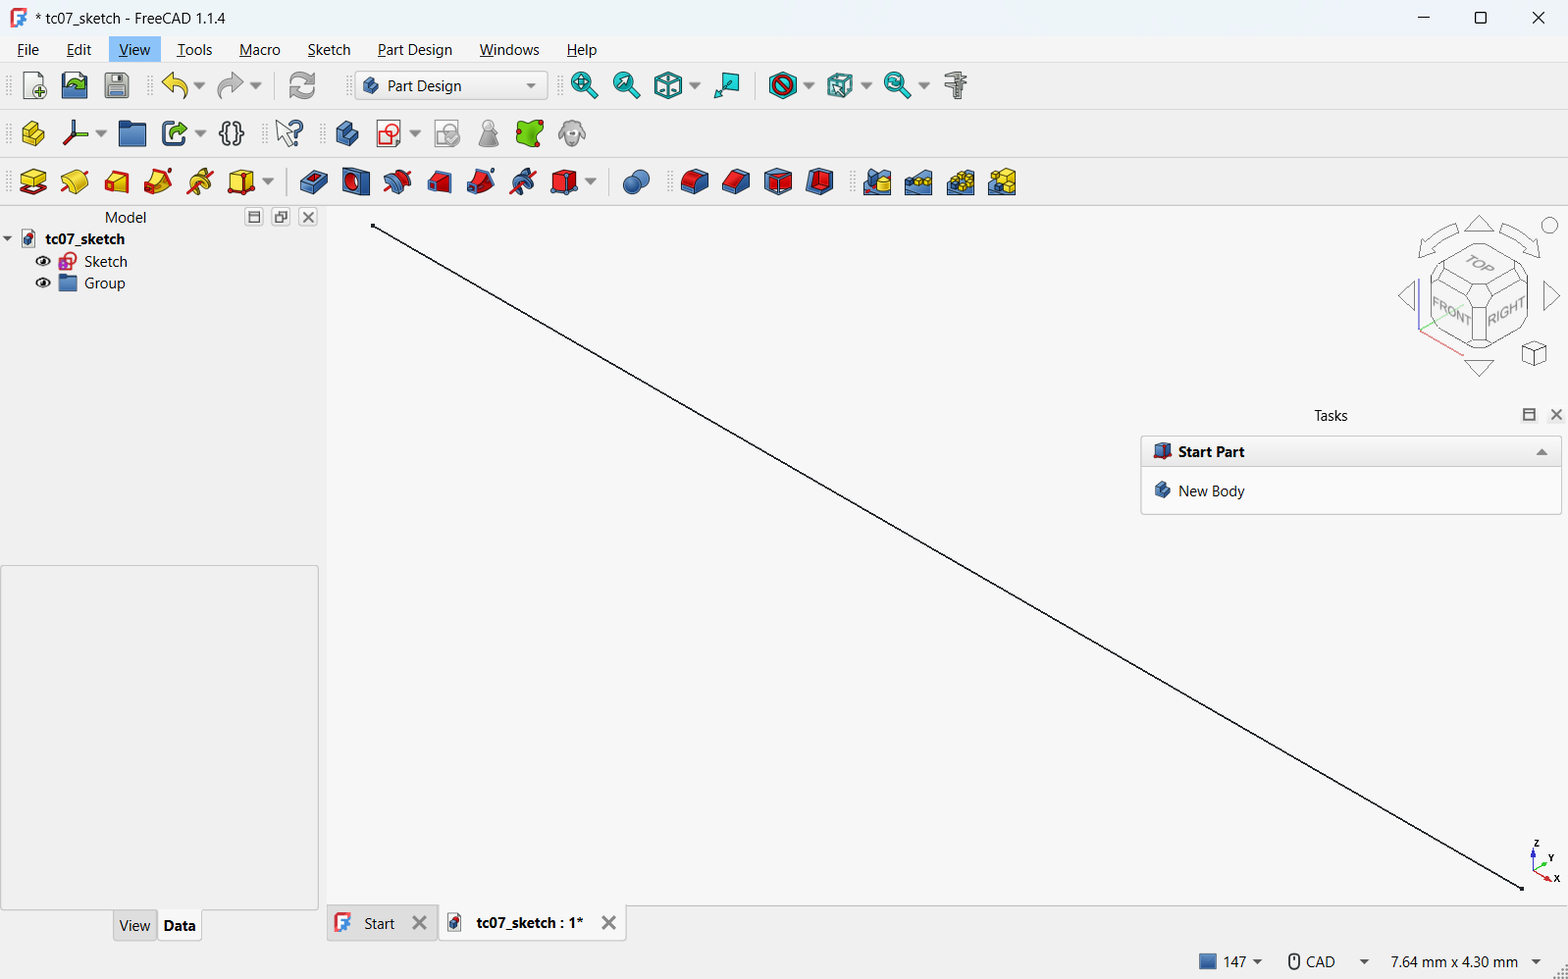 * tc07_sketch - FreeCAD 1.1.4
File Edit View Tools Macro Sketch Part Design Windows Help
Part Design
Model
tc07_sketch
Sketch
Group
TOP
FRONT
RIGHT
Tasks
Start Part
New Body
Z
Y
X
View Data
Start
tc07_sketch : 1*
147 CAD 7.64 mm x 4.30 mm